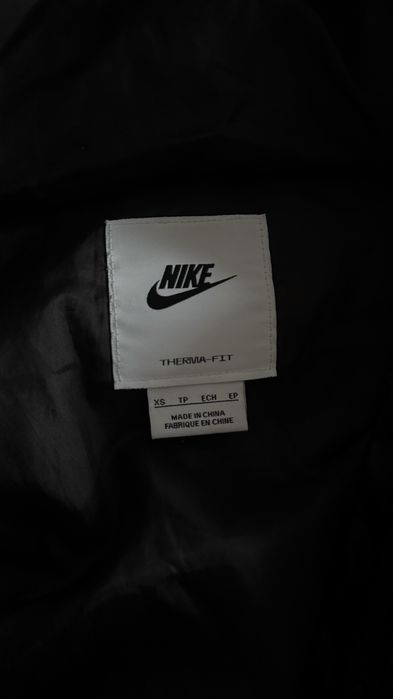 NIKE
THERMA-FIT
XS TP ECH EP
MADE IN CHINA
FABRIQUE EN CHINE